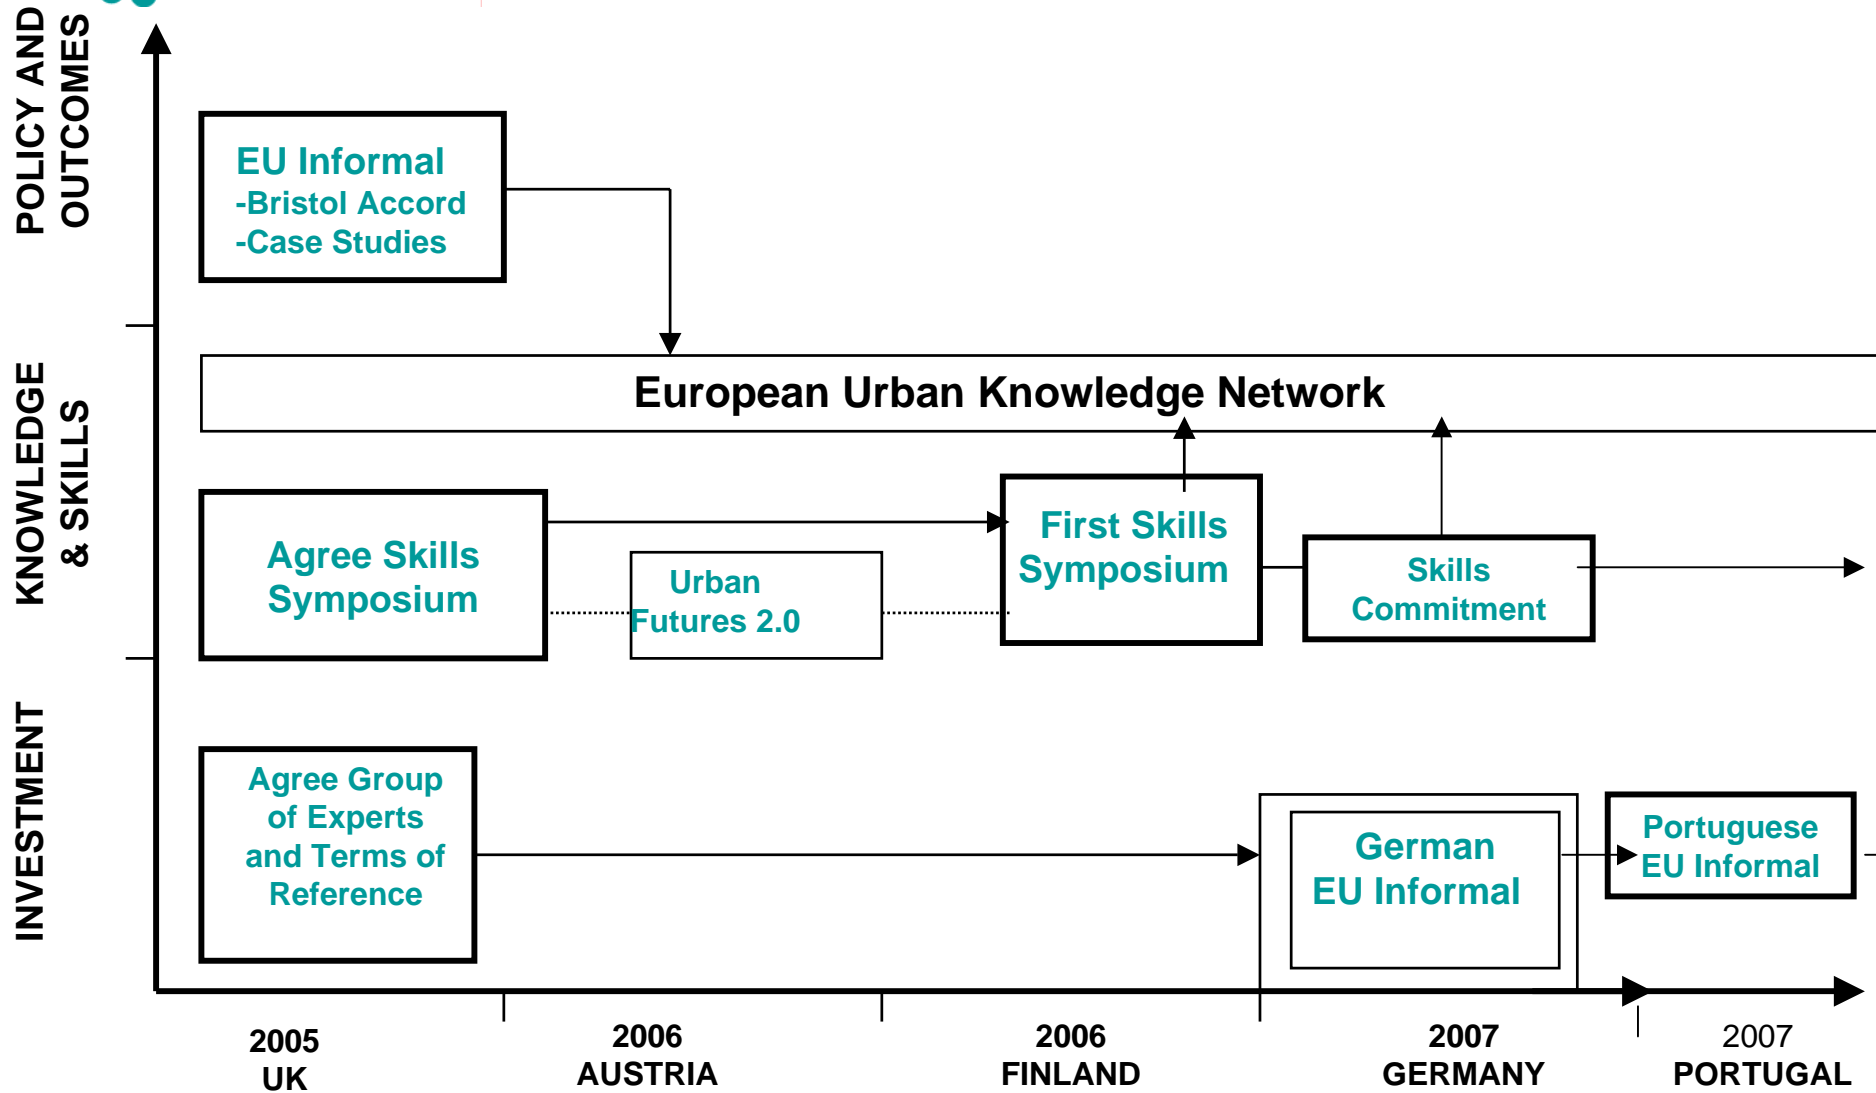 POLICY AND
OUTCOMES
EU Informal
-Bristol Accord
-Case Studies
KNOWLEDGE
& SKILLS
European Urban Knowledge Network
Agree Skills
Symposium
Urban
Futures 2.0
First Skills
Symposium
Skills
Commitment
INVESTMENT
Agree Group
of Experts
and Terms of
Reference
German
EU Informal
Portuguese
EU Informal
2005
UK
2006
AUSTRIA
2006
FINLAND
2007
GERMANY
2007
PORTUGAL